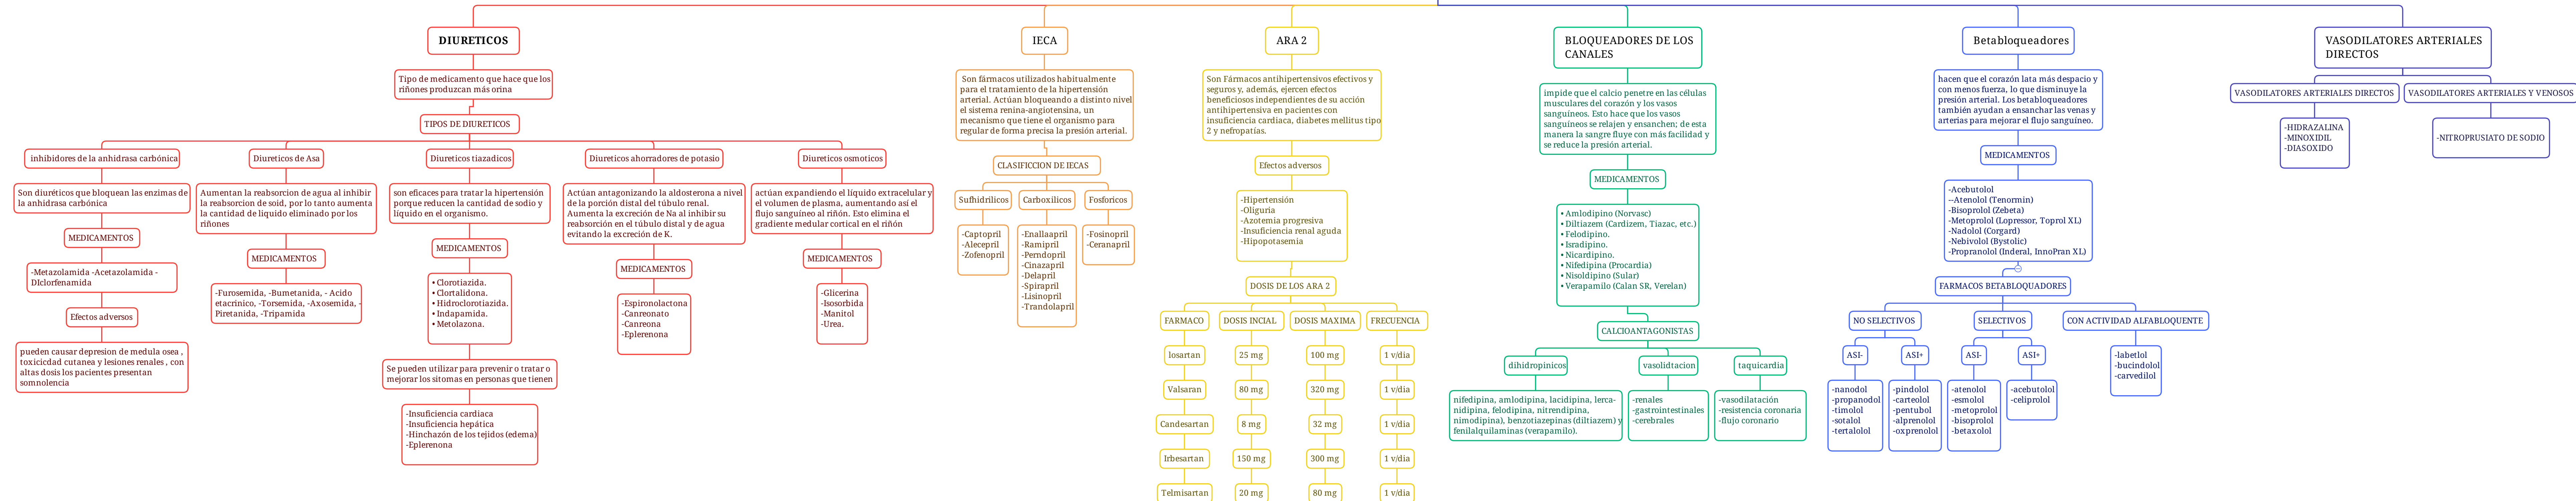 DIURETICOS
Tipo de medicamento que hace que los
riñones produzcan más orina
TIPOS DE DIURETICOS
inhibidores de la anhidrasa carbónica
Son diuréticos que bloquean las enzimas de
la anhidrasa carbónica
MEDICAMENTOS
-Metazolamida -Acetazolamida -
DIclorfenamida
Efectos adversos
pueden causar depresion de medula osea ,
toxicicdad cutanea y lesiones renales , con
altas dosis los pacientes presentan
somnolencia
Diureticos de Asa
Aumentan la reabsorcion de agua al inhibir
la reabsorcion de soid, por lo tanto aumenta
la cantidad de liquido eliminado por los
riñones
MEDICAMENTOS
-Furosemida, -Bumetanida, - Acido
etacrinico, -Torsemida, -Axosemida, -
Piretanida, -Tripamida
Diureticos tiazadicos
son eficaces para tratar la hipertensión
porque reducen la cantidad de sodio y
líquido en el organismo.
MEDICAMENTOS
• Clorotiazida.
• Clortalidona.
• Hidroclorotiazida.
• Indapamida.
• Metolazona.
Se pueden utilizar para prevenir o tratar o
mejorar los sitomas en personas que tienen
-Insuficiencia cardiaca
-Insuficiencia hepática
-Hinchazón de los tejidos (edema)
-Eplerenona
Diureticos ahorradores de potasio
Actúan antagonizando la aldosterona a nivel
de la porción distal del túbulo renal.
Aumenta la excreción de Na al inhibir su
reabsorción en el túbulo distal y de agua
evitando la excreción de K.
MEDICAMENTOS
-Espironolactona
-Canreonato
-Canreona
-Eplerenona
Diureticos osmoticos
actúan expandiendo el líquido extracelular y
el volumen de plasma, aumentando así el
flujo sanguíneo al riñón. Esto elimina el
gradiente medular cortical en el riñón
MEDICAMENTOS
-Glicerina
-Isosorbida
-Manitol
-Urea.
IECA
Son fármacos utilizados habitualmente
para el tratamiento de la hipertensión
arterial. Actúan bloqueando a distinto nivel
el sistema renina-angiotensina, un
mecanismo que tiene el organismo para
regular de forma precisa la presión arterial.
CLASIFICCION DE IECAS
Sufhidrilicos
-Captopril
-Alecepril
-Zofenopril
Carboxilicos
-Enallaapril
-Ramipril
-Perndopril
-Cinazapril
-Delapril
-Spirapril
-Lisinopril
-Trandolapril
Fosforicos
-Fosinopril
-Ceranapril
ARA 2
Son Fármacos antihipertensivos efectivos y
seguros y, además, ejercen efectos
beneficiosos independientes de su acción
antihipertensiva en pacientes con
insuficiencia cardiaca, diabetes mellitus tipo
2 y nefropatías.
Efectos adversos
-Hipertensión
-Oliguria
-Azotemia progresiva
-Insuficiencia renal aguda
-Hipopotasemia
DOSIS DE LOS ARA 2
FARMACO DOSIS INCIAL DOSIS MAXIMA FRECUENCIA
losartan 25 mg 100 mg 1 v/dia
Valsaran 80 mg 320 mg 1 v/dia
Candesartan 8 mg 32 mg 1 v/dia
Irbesartan 150 mg 300 mg 1 v/dia
Telmisartan 20 mg 80 mg 1 v/dia
BLOQUEADORES DE LOS
CANALES
impide que el calcio penetre en las células
musculares del corazón y los vasos
sanguíneos. Esto hace que los vasos
sanguíneos se relajen y ensanchen; de esta
manera la sangre fluye con más facilidad y
se reduce la presión arterial.
MEDICAMENTOS
• Amlodipino (Norvasc)
• Diltiazem (Cardizem, Tiazac, etc.)
• Felodipino.
• Isradipino.
• Nicardipino.
• Nifedipina (Procardia)
• Nisoldipino (Sular)
• Verapamilo (Calan SR, Verelan)
CALCIOANTAGONISTAS
dihidropinicos
nifedipina, amlodipina, lacidipina, lerca-
nidipina, felodipina, nitrendipina,
nimodipina), benzotiazepinas (diltiazem) y
fenilalquilaminas (verapamilo).
vasolidtacion
-renales
-gastrointestinales
-cerebrales
taquicardia
-vasodilatación
-resistencia coronaria
-flujo coronario
Betabloqueadores
hacen que el corazón lata más despacio y
con menos fuerza, lo que disminuye la
presión arterial. Los betabloqueadores
también ayudan a ensanchar las venas y
arterias para mejorar el flujo sanguíneo.
MEDICAMENTOS
-Acebutolol
--Atenolol (Tenormin)
-Bisoprolol (Zebeta)
-Metoprolol (Lopressor, Toprol XL)
-Nadolol (Corgard)
-Nebivolol (Bystolic)
-Propranolol (Inderal, InnoPran XL)
FARMACOS BETABLOQUADORES
NO SELECTIVOS
ASI-
-nanodol
-propanodol
-timolol
-sotalol
-tertalolol
ASI+
-pindolol
-carteolol
-pentubol
-alprenolol
-oxprenolol
SELECTIVOS
ASI-
-atenolol
-esmolol
-metoprolol
-bisoprolol
-betaxolol
ASI+
-acebutolol
-celiprolol
CON ACTIVIDAD ALFABLOQUENTE
-labetlol
-bucindolol
-carvedilol
VASODILATORES ARTERIALES
DIRECTOS
VASODILATORES ARTERIALES DIRECTOS
-HIDRAZALINA
-MINOXIDIL
-DIASOXIDO
VASODILATORES ARTERIALES Y VENOSOS
-NITROPRUSIATO DE SODIO